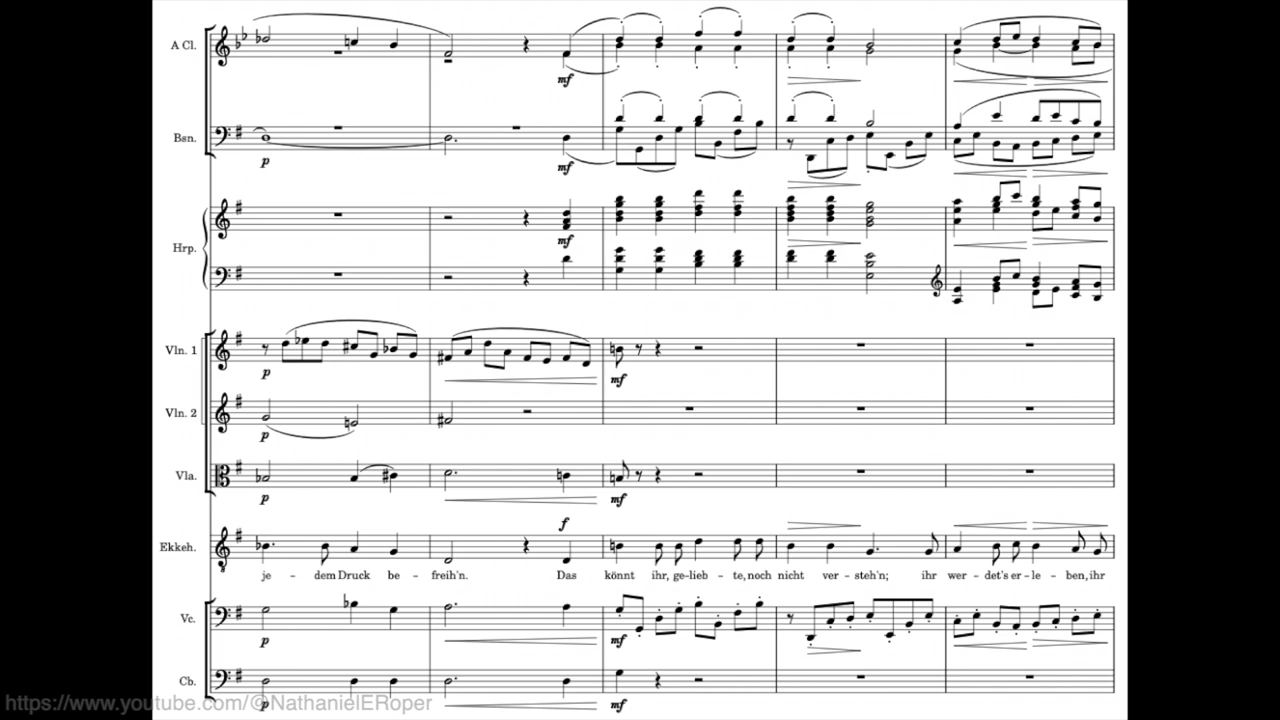 A Cl.
mf
Bsn.
p
mf
Hrp.
mf
Vln. 1
p
mf
Vln. 2
p
Vla.
p
mf
f
Ekkeh.
je - dem Druck be - freih'n. Das könnt ihr, ge-lieb - te, noch nicht ver - steh'n; ihr wer - det's er - le - ben, ihr
Vc.
p
mf
Cb.
p
mf
https://www.youtube.com/@NathanielERoper